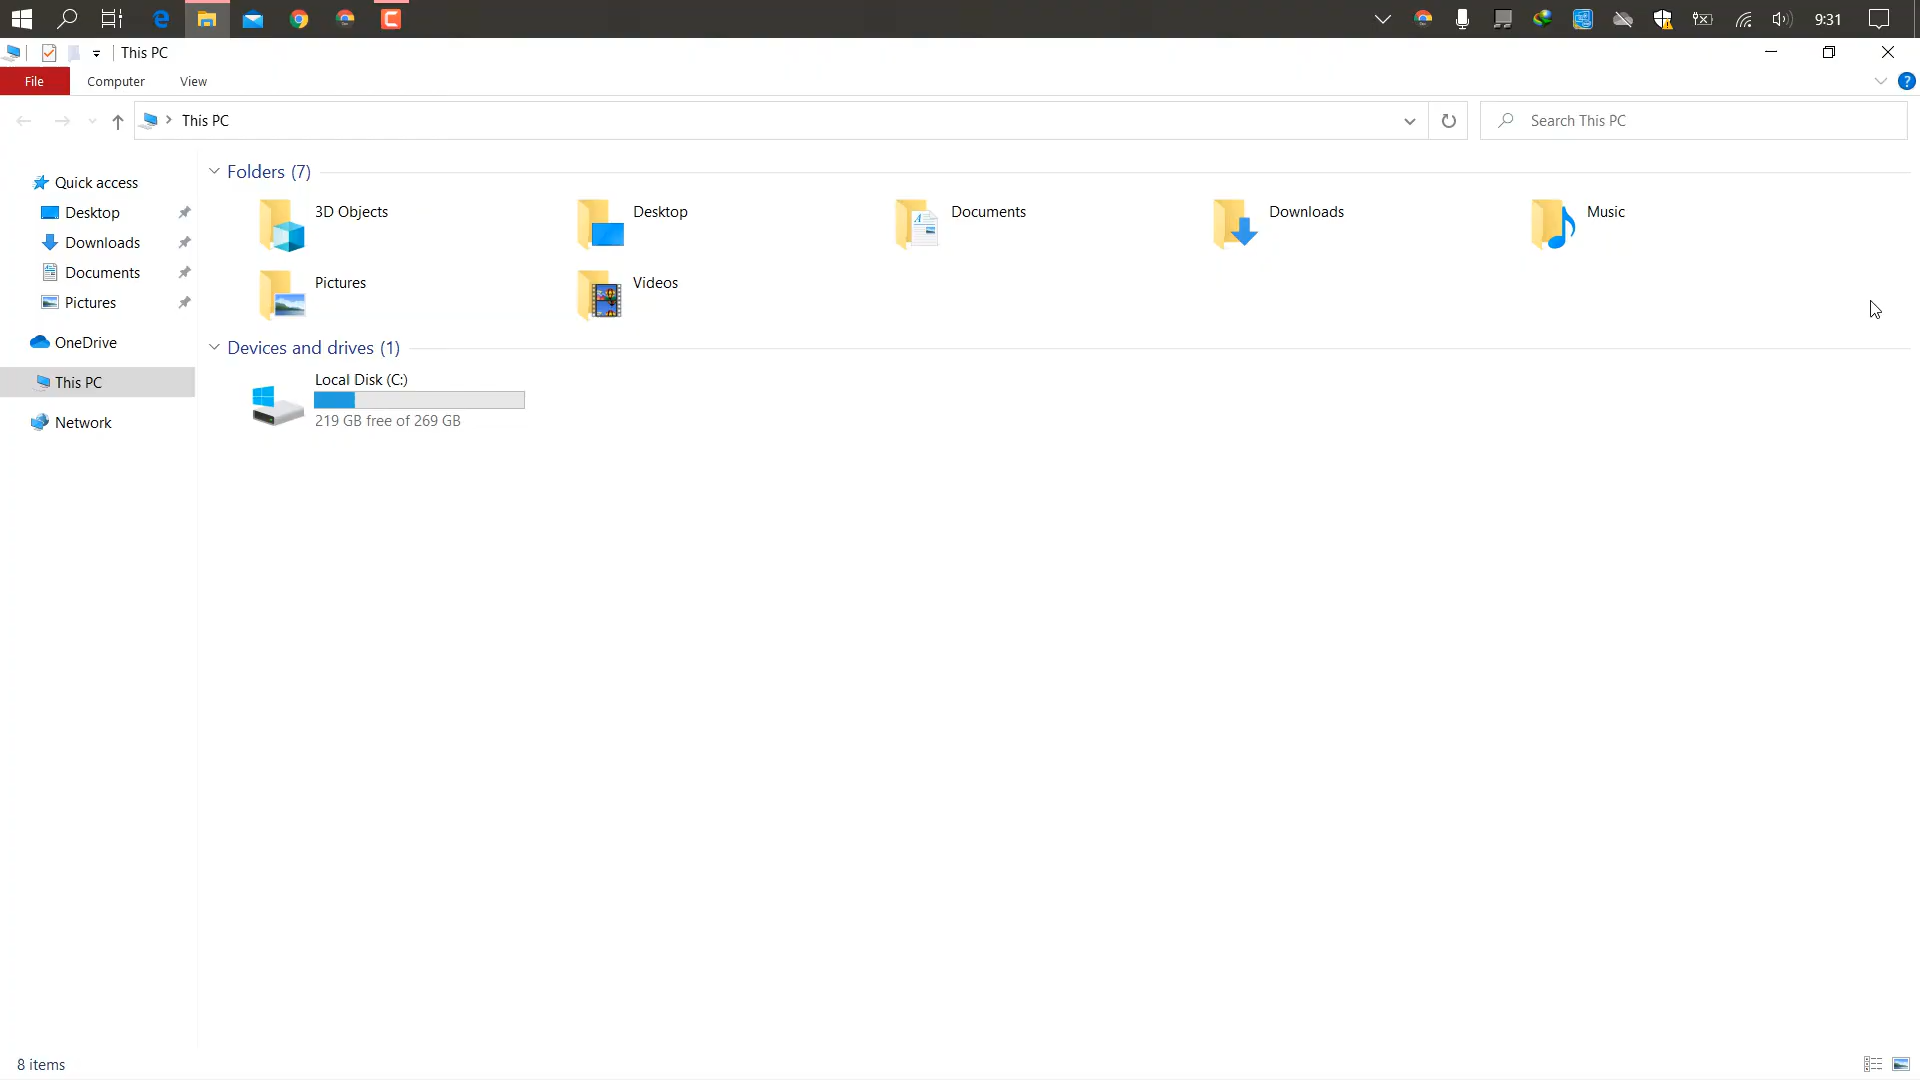 9:31
This PC
File Computer View
This PC
Search This PC
Quick access
Desktop
Downloads
Documents
Pictures
OneDrive
This PC
Network
Folders (7)
3D Objects
Desktop
Documents
Downloads
Music
Pictures
Videos
Devices and drives (1)
Local Disk (C:)
219 GB free of 269 GB
8 items